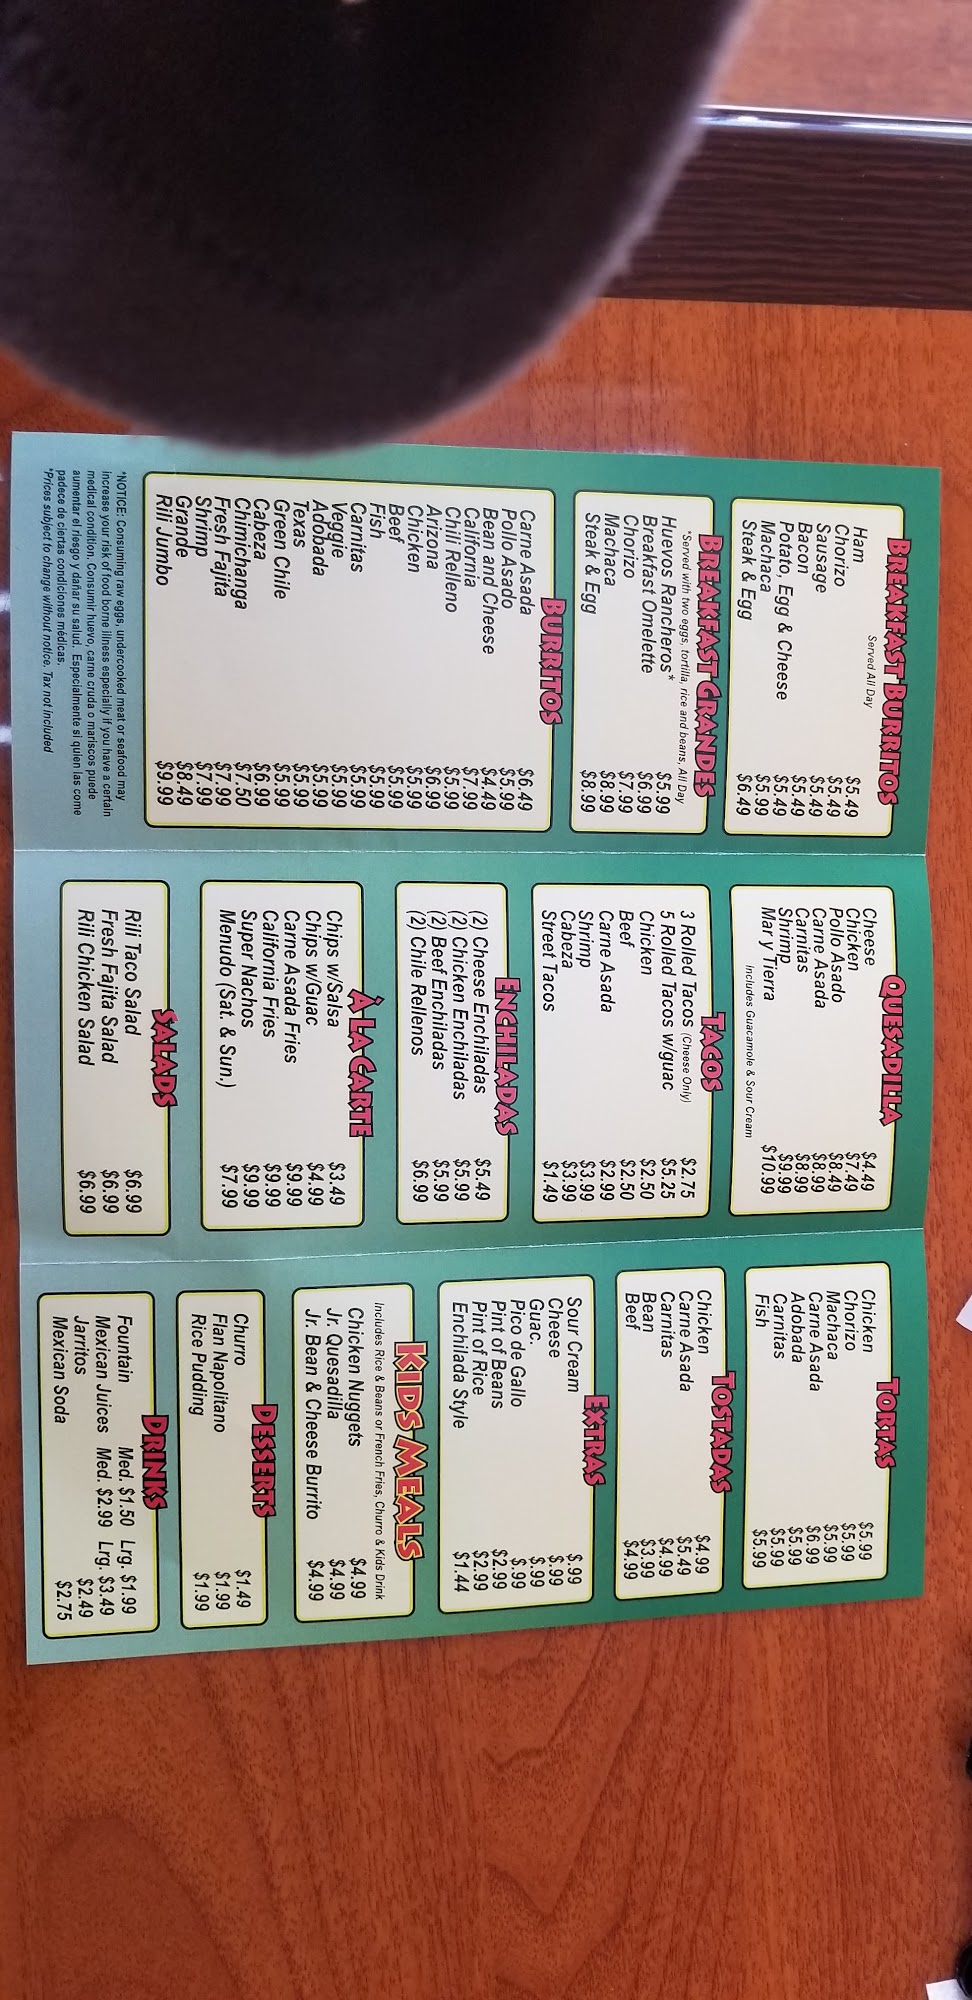 BREAKFAST BURRITOS
Served All Day
Ham $5.49
Chorizo $5.49
Sausage $5.49
Bacon $5.49
Potato, Egg & Cheese $5.49
Machaca $5.99
Steak & Egg $6.49
BREAKFAST GRANDES
*Served with two eggs, tortilla, rice and beans, All Day
Huevos Rancheros* $5.99
Breakfast Omelette $6.99
Chorizo $7.99
Machaca $8.99
Steak & Egg $8.99
BURRITOS
Carne Asada $6.49
Pollo Asado $5.99
Bean and Cheese $4.49
California $7.99
Chili Relleno $5.99
Arizona $6.99
Chicken $5.99
Beef $5.99
Fish $5.99
Carnitas $5.99
Veggie $5.99
Adobada $5.99
Texas $5.99
Green Chile $5.99
Cabeza $6.99
Chimichanga $7.50
Fresh Fajita $7.99
Shrimp $7.99
Grande $8.49
Rili Jumbo $9.99
*NOTICE: Consuming raw eggs, undercooked meat or seafood may
increase your risk of food borne illness especially if you have a certain
medical condition. Consumir huevo, carne cruda o mariscos puede
aumentar el riesgo y dañar su salud. Especialmente si quien las come
padece de ciertas condiciones médicas.
*Prices subject to change without notice. Tax not included
QUESADILLA
Cheese $4.49
Chicken $7.49
Pollo Asado $8.49
Carne Asada $8.99
Carnitas $8.99
Shrimp $9.99
Mar y Tierra $10.99
Includes Guacamole & Sour Cream
TACOS
3 Rolled Tacos (Cheese Only) $2.75
5 Rolled Tacos w/guac $5.25
Chicken $2.50
Beef $2.50
Carne Asada $2.99
Shrimp $3.99
Cabeza $3.99
Street Tacos $1.49
ENCHILADAS
(2) Cheese Enchiladas $5.49
(2) Chicken Enchiladas $5.99
(2) Beef Enchiladas $5.99
(2) Chile Rellenos $6.99
À LA CARTE
Chips w/Salsa $3.49
Chips w/Guac $4.99
Carne Asada Fries $9.99
California Fries $9.99
Super Nachos $9.99
Menudo (Sat. & Sun.) $7.99
SALADS
Rili Taco Salad $6.99
Fresh Fajita Salad $6.99
Rili Chicken Salad $6.99
TORTAS
Chicken $5.99
Chorizo $5.99
Machaca $5.99
Carne Asada $6.99
Adobada $5.99
Carnitas $5.99
Fish $5.99
TOSTADAS
Chicken $4.99
Carne Asada $5.49
Carnitas $4.99
Bean $3.99
Beef $4.99
EXTRAS
Sour Cream $.99
Cheese $.99
Guac. $.99
Pico de Gallo $.99
Pint of Beans $2.99
Pint of Rice $2.99
Enchilada Style $1.44
KIDS MEALS
Includes Rice & Beans or French Fries, Churro & Kids Drink
Chicken Nuggets $4.99
Jr. Quesadilla $4.99
Jr. Bean & Cheese Burrito $4.99
DESSERTS
Churro $1.49
Flan Napolitano $1.99
Rice Pudding $1.99
DRINKS
Fountain Med. $1.50 Lrg. $1.99
Mexican Juices Med. $2.99 Lrg. $3.49
Jarritos $2.49
Mexican Soda $2.75